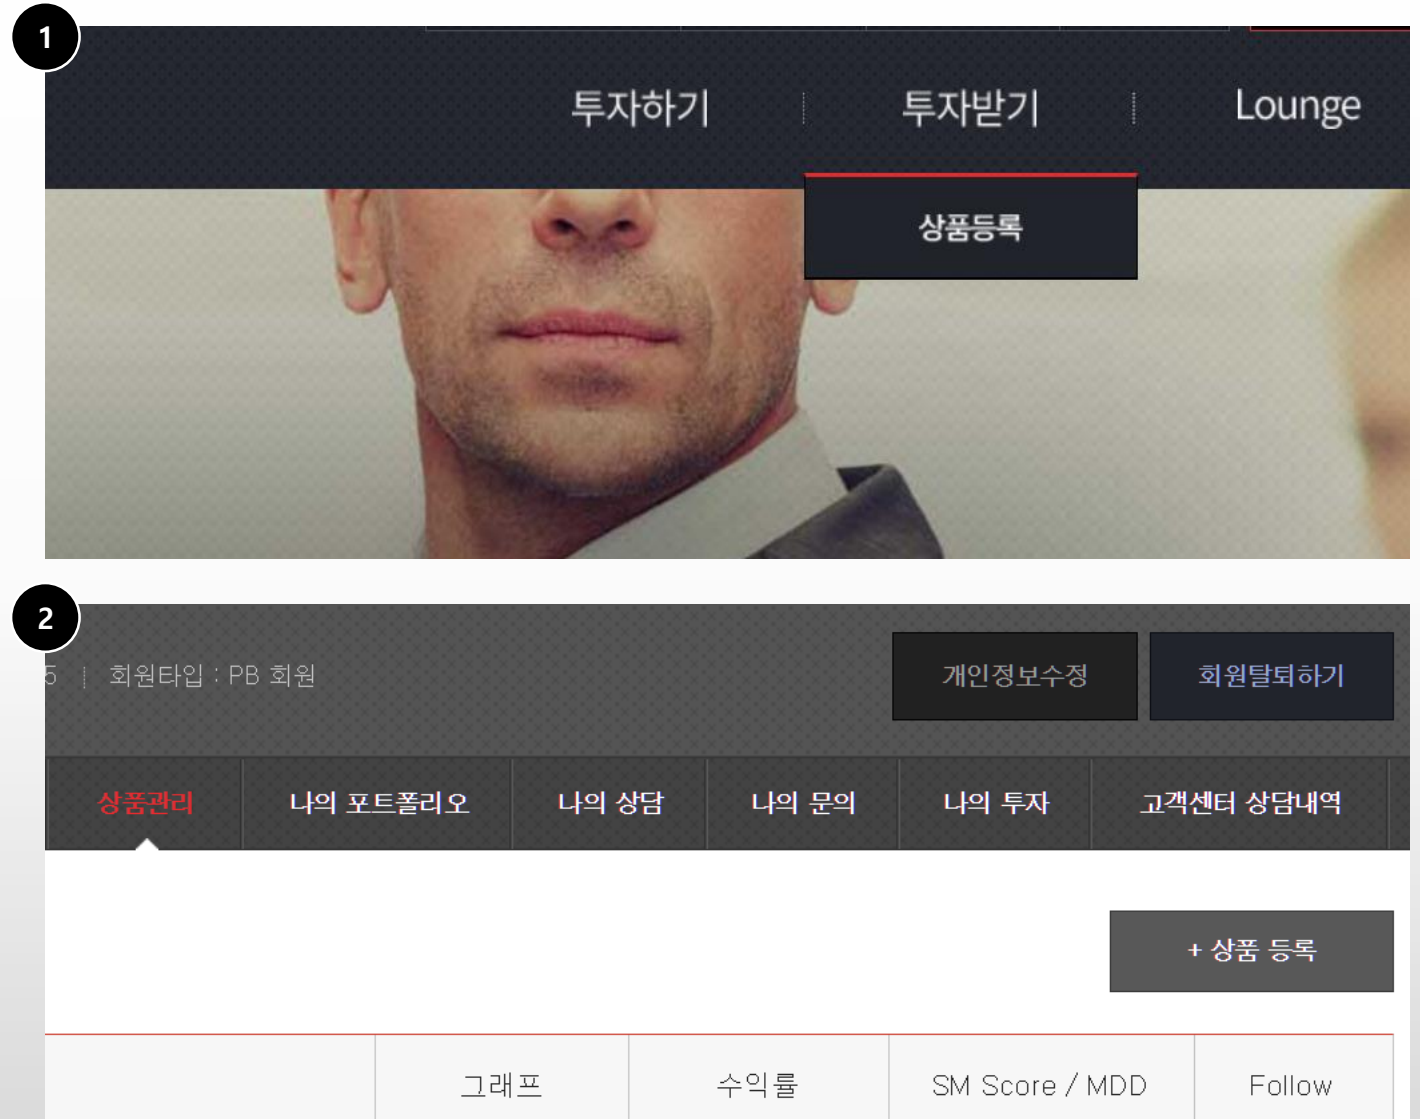 1
투자하기 투자받기 Lounge
상품등록
2
5 회원타입 : PB 회원 개인정보수정 회원탈퇴하기
상품관리 나의 포트폴리오 나의 상담 나의 문의 나의 투자 고객센터 상담내역
+ 상품 등록
그래프 수익률 SM Score / MDD Follow